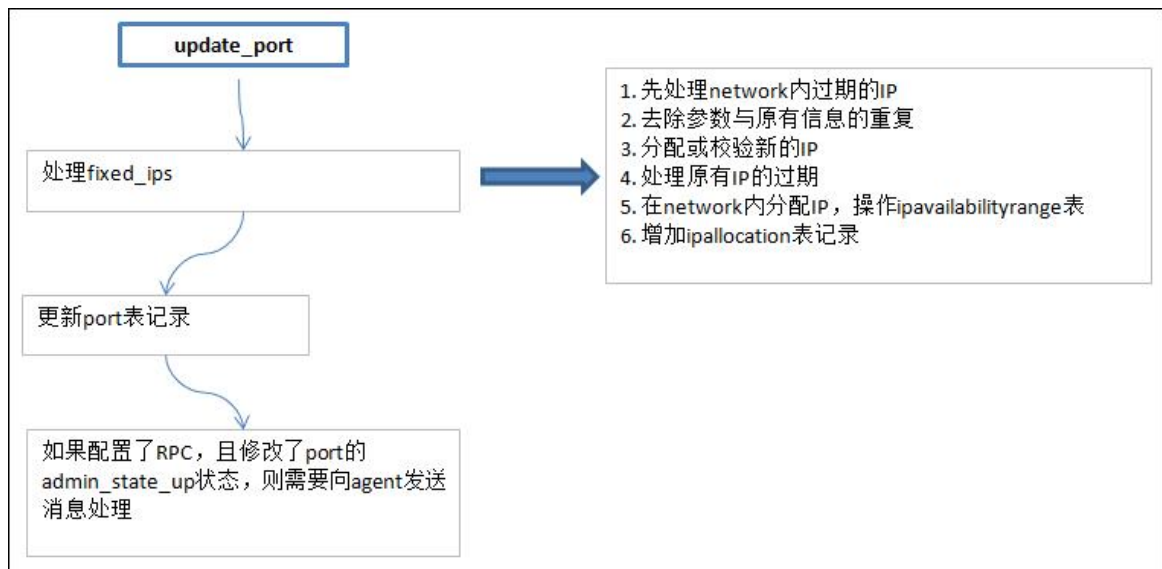 update_port
处理fixed_ips
1. 先处理network内过期的IP
2. 去除参数与原有信息的重复
3. 分配或校验新的IP
4. 处理原有IP的过期
5. 在network内分配IP，操作ipavailabilityrange表
6. 增加ipallocation表记录
更新port表记录
如果配置了RPC，且修改了port的
admin_state_up状态，则需要向agent发送
消息处理